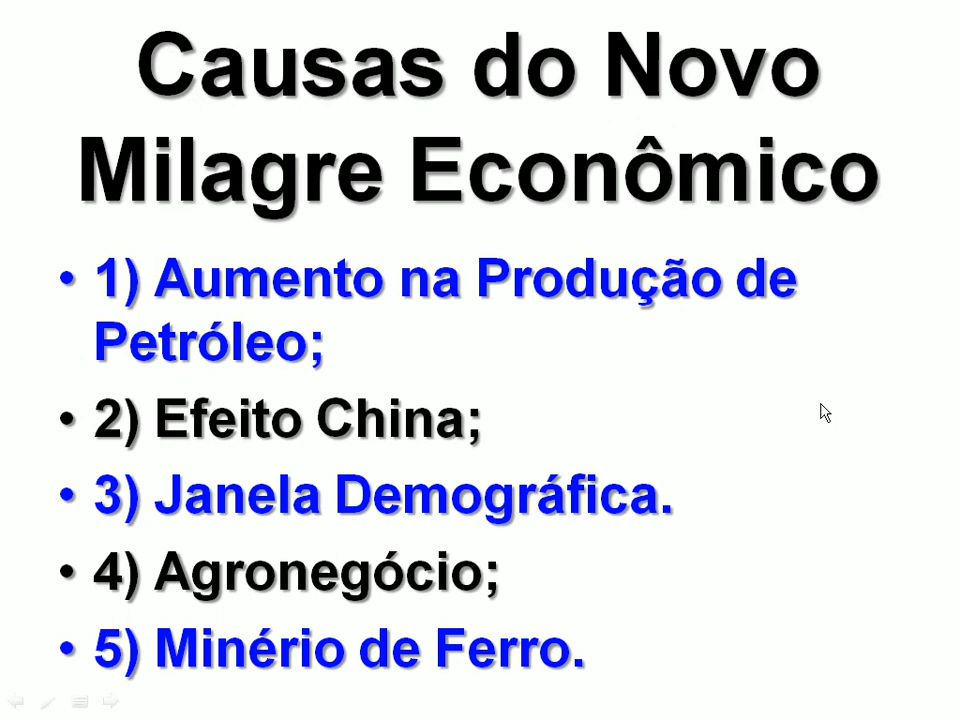 Causas do Novo
Milagre Econômico
• 1) Aumento na Produção de
Petróleo;
• 2) Efeito China;
• 3) Janela Demográfica.
• 4) Agronegócio;
• 5) Minério de Ferro.